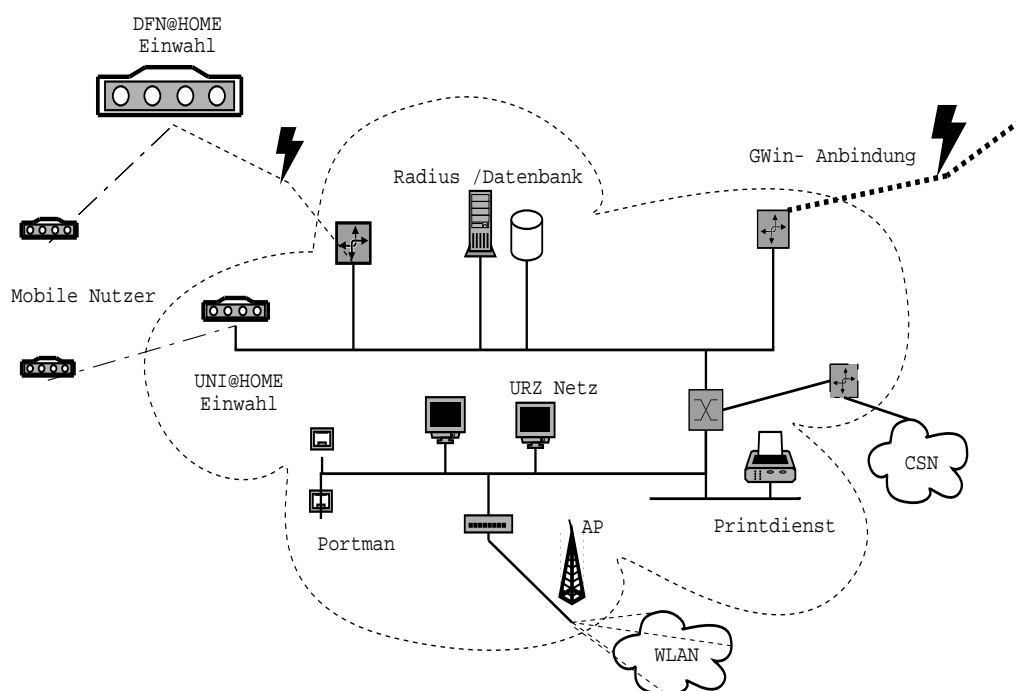 DFN@HOME
Einwahl
GWin- Anbindung
Radius /Datenbank
Mobile Nutzer
UNI@HOME
Einwahl
URZ Netz
CSN
Portman
AP
Printdienst
WLAN